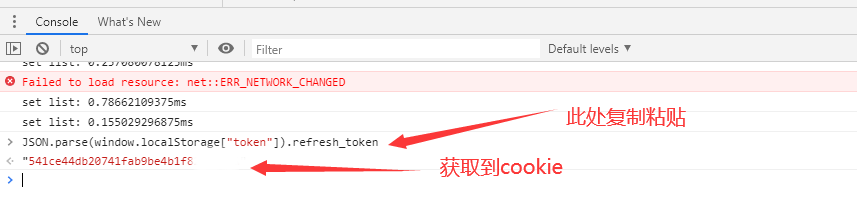 Console What's New
top Filter Default levels
set list: 0.257080078125ms
Failed to load resource: net::ERR_NETWORK_CHANGED
set list: 0.78662109375ms
set list: 0.155029296875ms
此处复制粘贴
JSON.parse(window.localStorage["token"]).refresh_token
"541ce44db20741fab9be4b1f8
获取到cookie